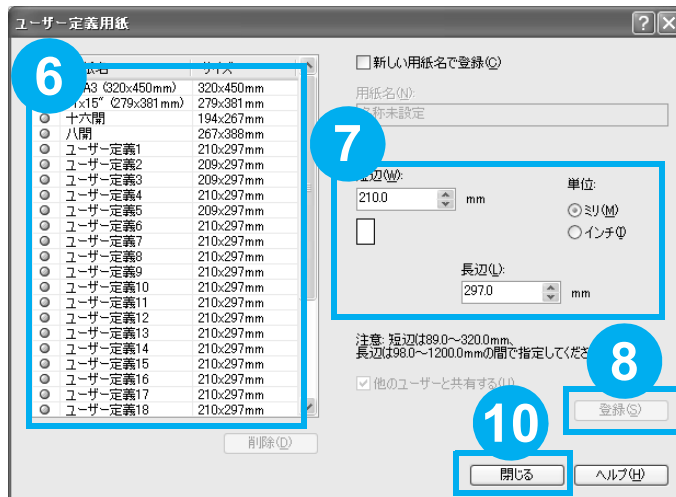 ユーザー定義用紙
6
サイズ
A3 (320x450mm) 320x450mm
x15" (279x381mm) 279x381mm
十六開 194x267mm
八開 267x388mm
ユーザー定義1 210x297mm
ユーザー定義2 209x297mm
ユーザー定義3 209x297mm
ユーザー定義4 210x297mm
ユーザー定義5 209x297mm
ユーザー定義6 210x297mm
ユーザー定義7 210x297mm
ユーザー定義8 210x297mm
ユーザー定義9 210x297mm
ユーザー定義10 210x297mm
ユーザー定義11 210x297mm
ユーザー定義12 210x297mm
ユーザー定義13 210x297mm
ユーザー定義14 210x297mm
ユーザー定義15 210x297mm
ユーザー定義16 210x297mm
ユーザー定義17 210x297mm
ユーザー定義18 210x297mm
削除(D)
新しい用紙名で登録(C)
用紙名(N):
名称未設定
7
短辺(W):
210.0 mm
単位:
ミリ(M)
インチ(I)
長辺(L):
297.0 mm
注意: 短辺は89.0～320.0mm、
長辺は98.0～1200.0mmの間で指定してくださ
8
他のユーザーと共有する(U)
登録(S)
10
閉じる
ヘルプ(H)